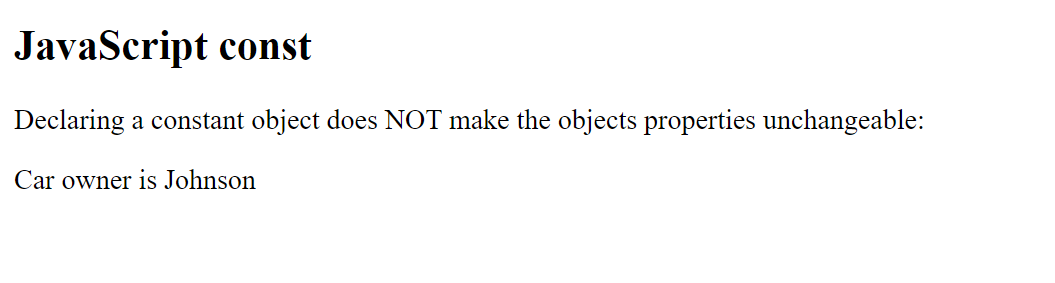 JavaScript const
Declaring a constant object does NOT make the objects properties unchangeable:
Car owner is Johnson